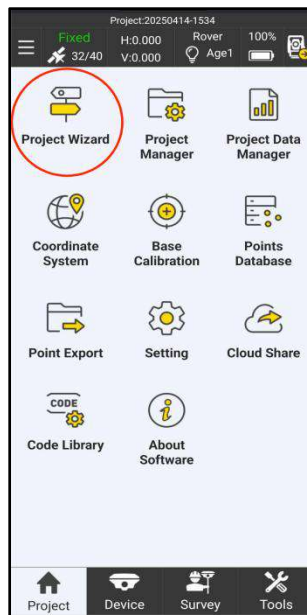 Project:20250414-1534
Fixed
H:0.000
Rover
100%
32/40
V:0.000
Age1
Project Wizard
Project
Manager
Project Data
Manager
Coordinate
System
Base
Calibration
Points
Database
Point Export
Setting
Cloud Share
CODE
Code Library
About
Software
Project
Device
Survey
Tools